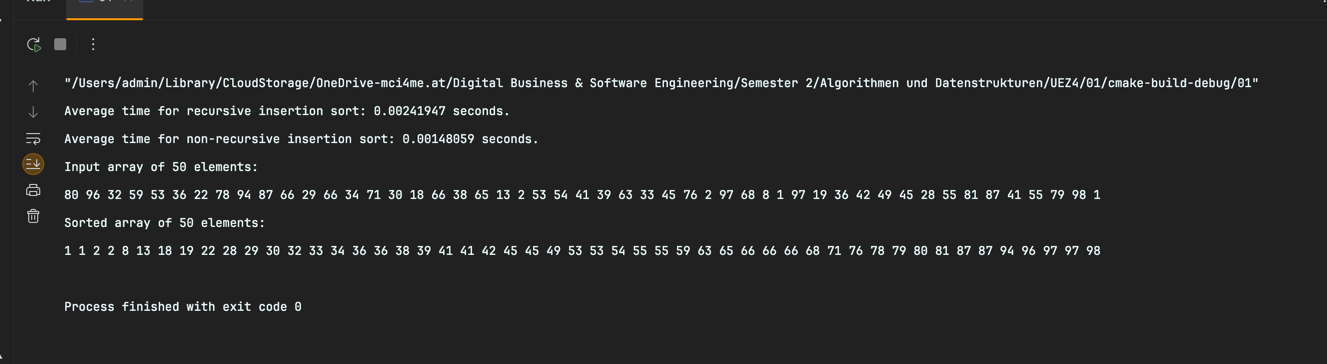 "/Users/admin/Library/CloudStorage/OneDrive-mci4me.at/Digital Business & Software Engineering/Semester 2/Algorithmen und Datenstrukturen/UEZ4/01/cmake-build-debug/01"
Average time for recursive insertion sort: 0.00241947 seconds.
Average time for non-recursive insertion sort: 0.00148059 seconds.
Input array of 50 elements:
80 96 32 59 53 36 22 78 94 87 66 29 66 34 71 30 18 66 38 65 13 2 53 54 41 39 63 33 45 76 2 97 68 8 1 97 19 36 42 49 45 28 55 81 87 41 55 79 98 1
Sorted array of 50 elements:
1 1 2 2 8 13 18 19 22 28 29 30 32 33 34 36 36 38 39 41 41 42 45 45 49 53 53 54 55 55 59 63 65 66 66 66 68 71 76 78 79 80 81 87 87 94 96 97 97 98
Process finished with exit code 0